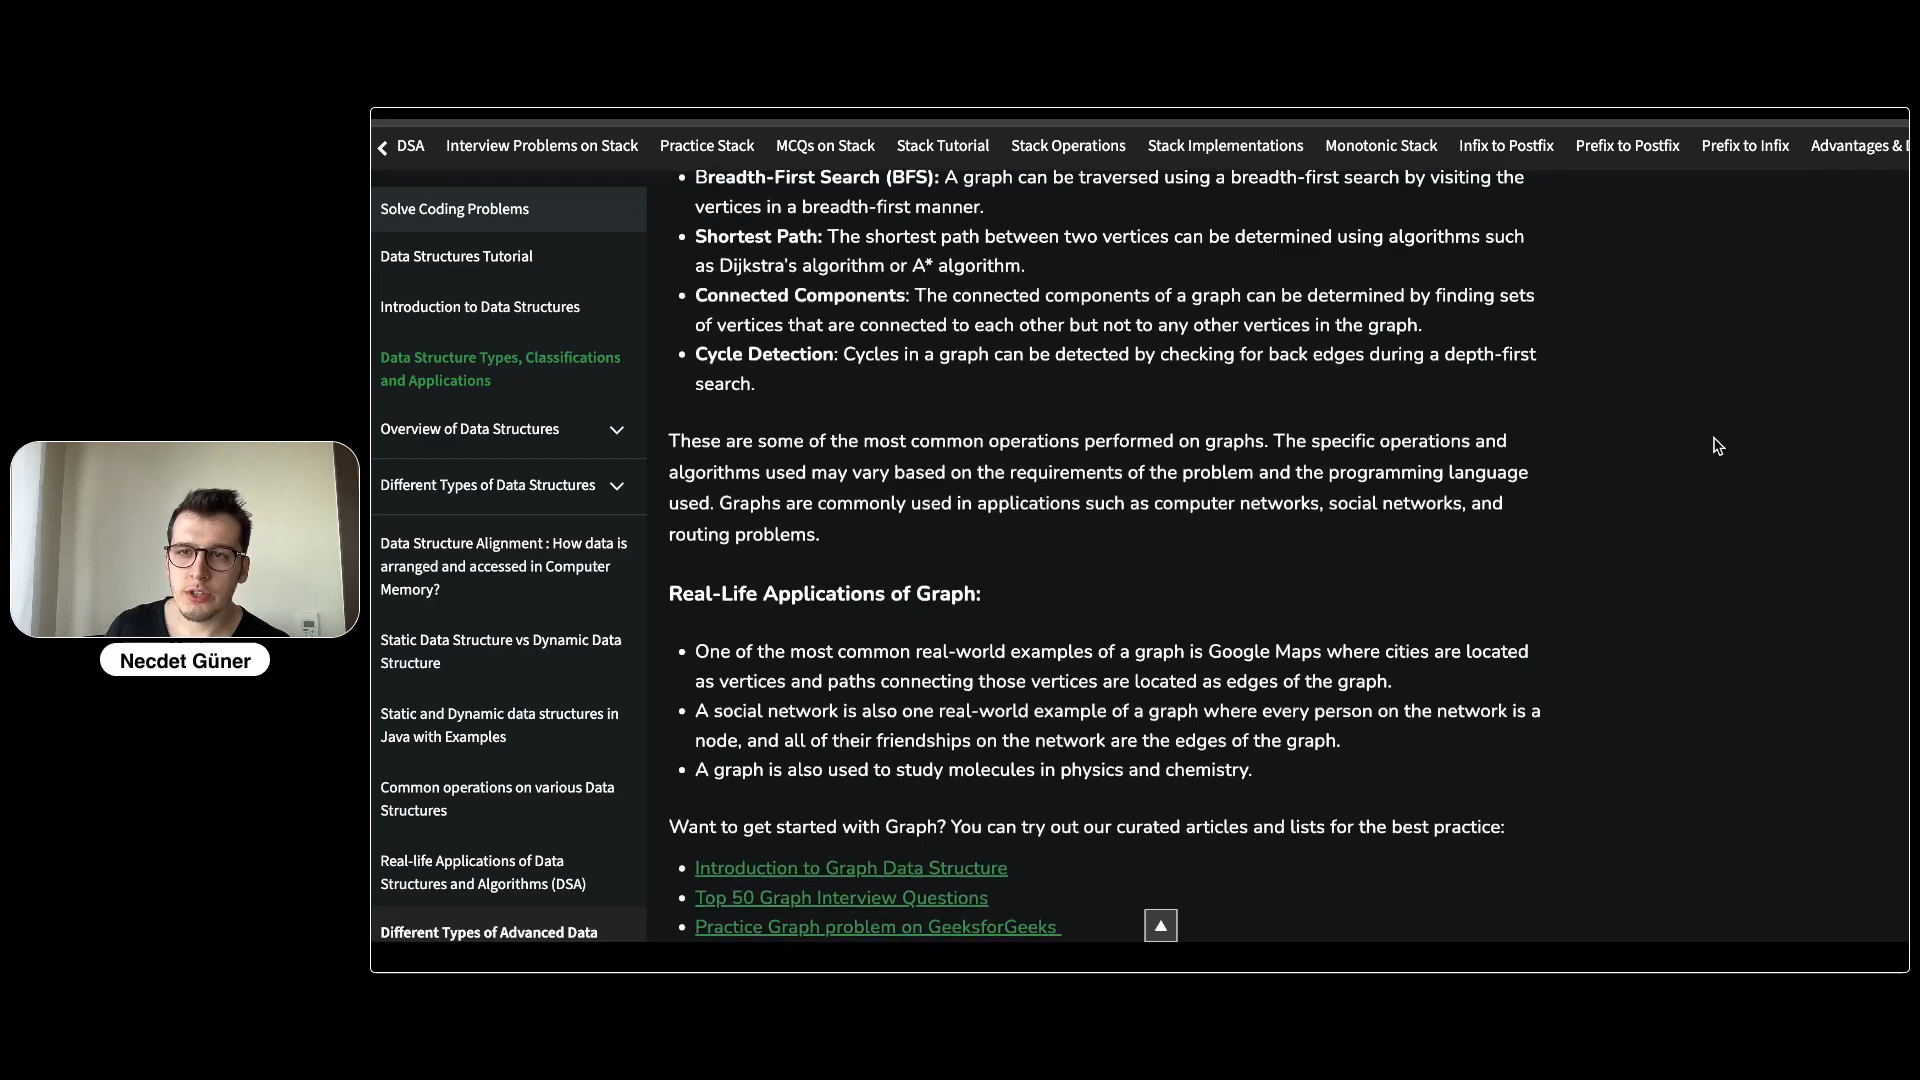 DSA Interview Problems on Stack Practice Stack MCQs on Stack Stack Tutorial Stack Operations Stack Implementations Monotonic Stack Infix to Postfix Prefix to Postfix Prefix to Infix Advantages &
Solve Coding Problems
Data Structures Tutorial
Introduction to Data Structures
Data Structure Types, Classifications
and Applications
Overview of Data Structures
Different Types of Data Structures
Data Structure Alignment : How data is
arranged and accessed in Computer
Memory?
Static Data Structure vs Dynamic Data
Structure
Static and Dynamic data structures in
Java with Examples
Common operations on various Data
Structures
Real-life Applications of Data
Structures and Algorithms (DSA)
Different Types of Advanced Data
• Breadth-First Search (BFS): A graph can be traversed using a breadth-first search by visiting the
vertices in a breadth-first manner.
• Shortest Path: The shortest path between two vertices can be determined using algorithms such
as Dijkstra's algorithm or A* algorithm.
• Connected Components: The connected components of a graph can be determined by finding sets
of vertices that are connected to each other but not to any other vertices in the graph.
• Cycle Detection: Cycles in a graph can be detected by checking for back edges during a depth-first
search.
These are some of the most common operations performed on graphs. The specific operations and
algorithms used may vary based on the requirements of the problem and the programming language
used. Graphs are commonly used in applications such as computer networks, social networks, and
routing problems.
Real-Life Applications of Graph:
• One of the most common real-world examples of a graph is Google Maps where cities are located
as vertices and paths connecting those vertices are located as edges of the graph.
• A social network is also one real-world example of a graph where every person on the network is a
node, and all of their friendships on the network are the edges of the graph.
• A graph is also used to study molecules in physics and chemistry.
Want to get started with Graph? You can try out our curated articles and lists for the best practice:
• Introduction to Graph Data Structure
• Top 50 Graph Interview Questions
• Practice Graph problem on GeeksforGeeks
Necdet Güner